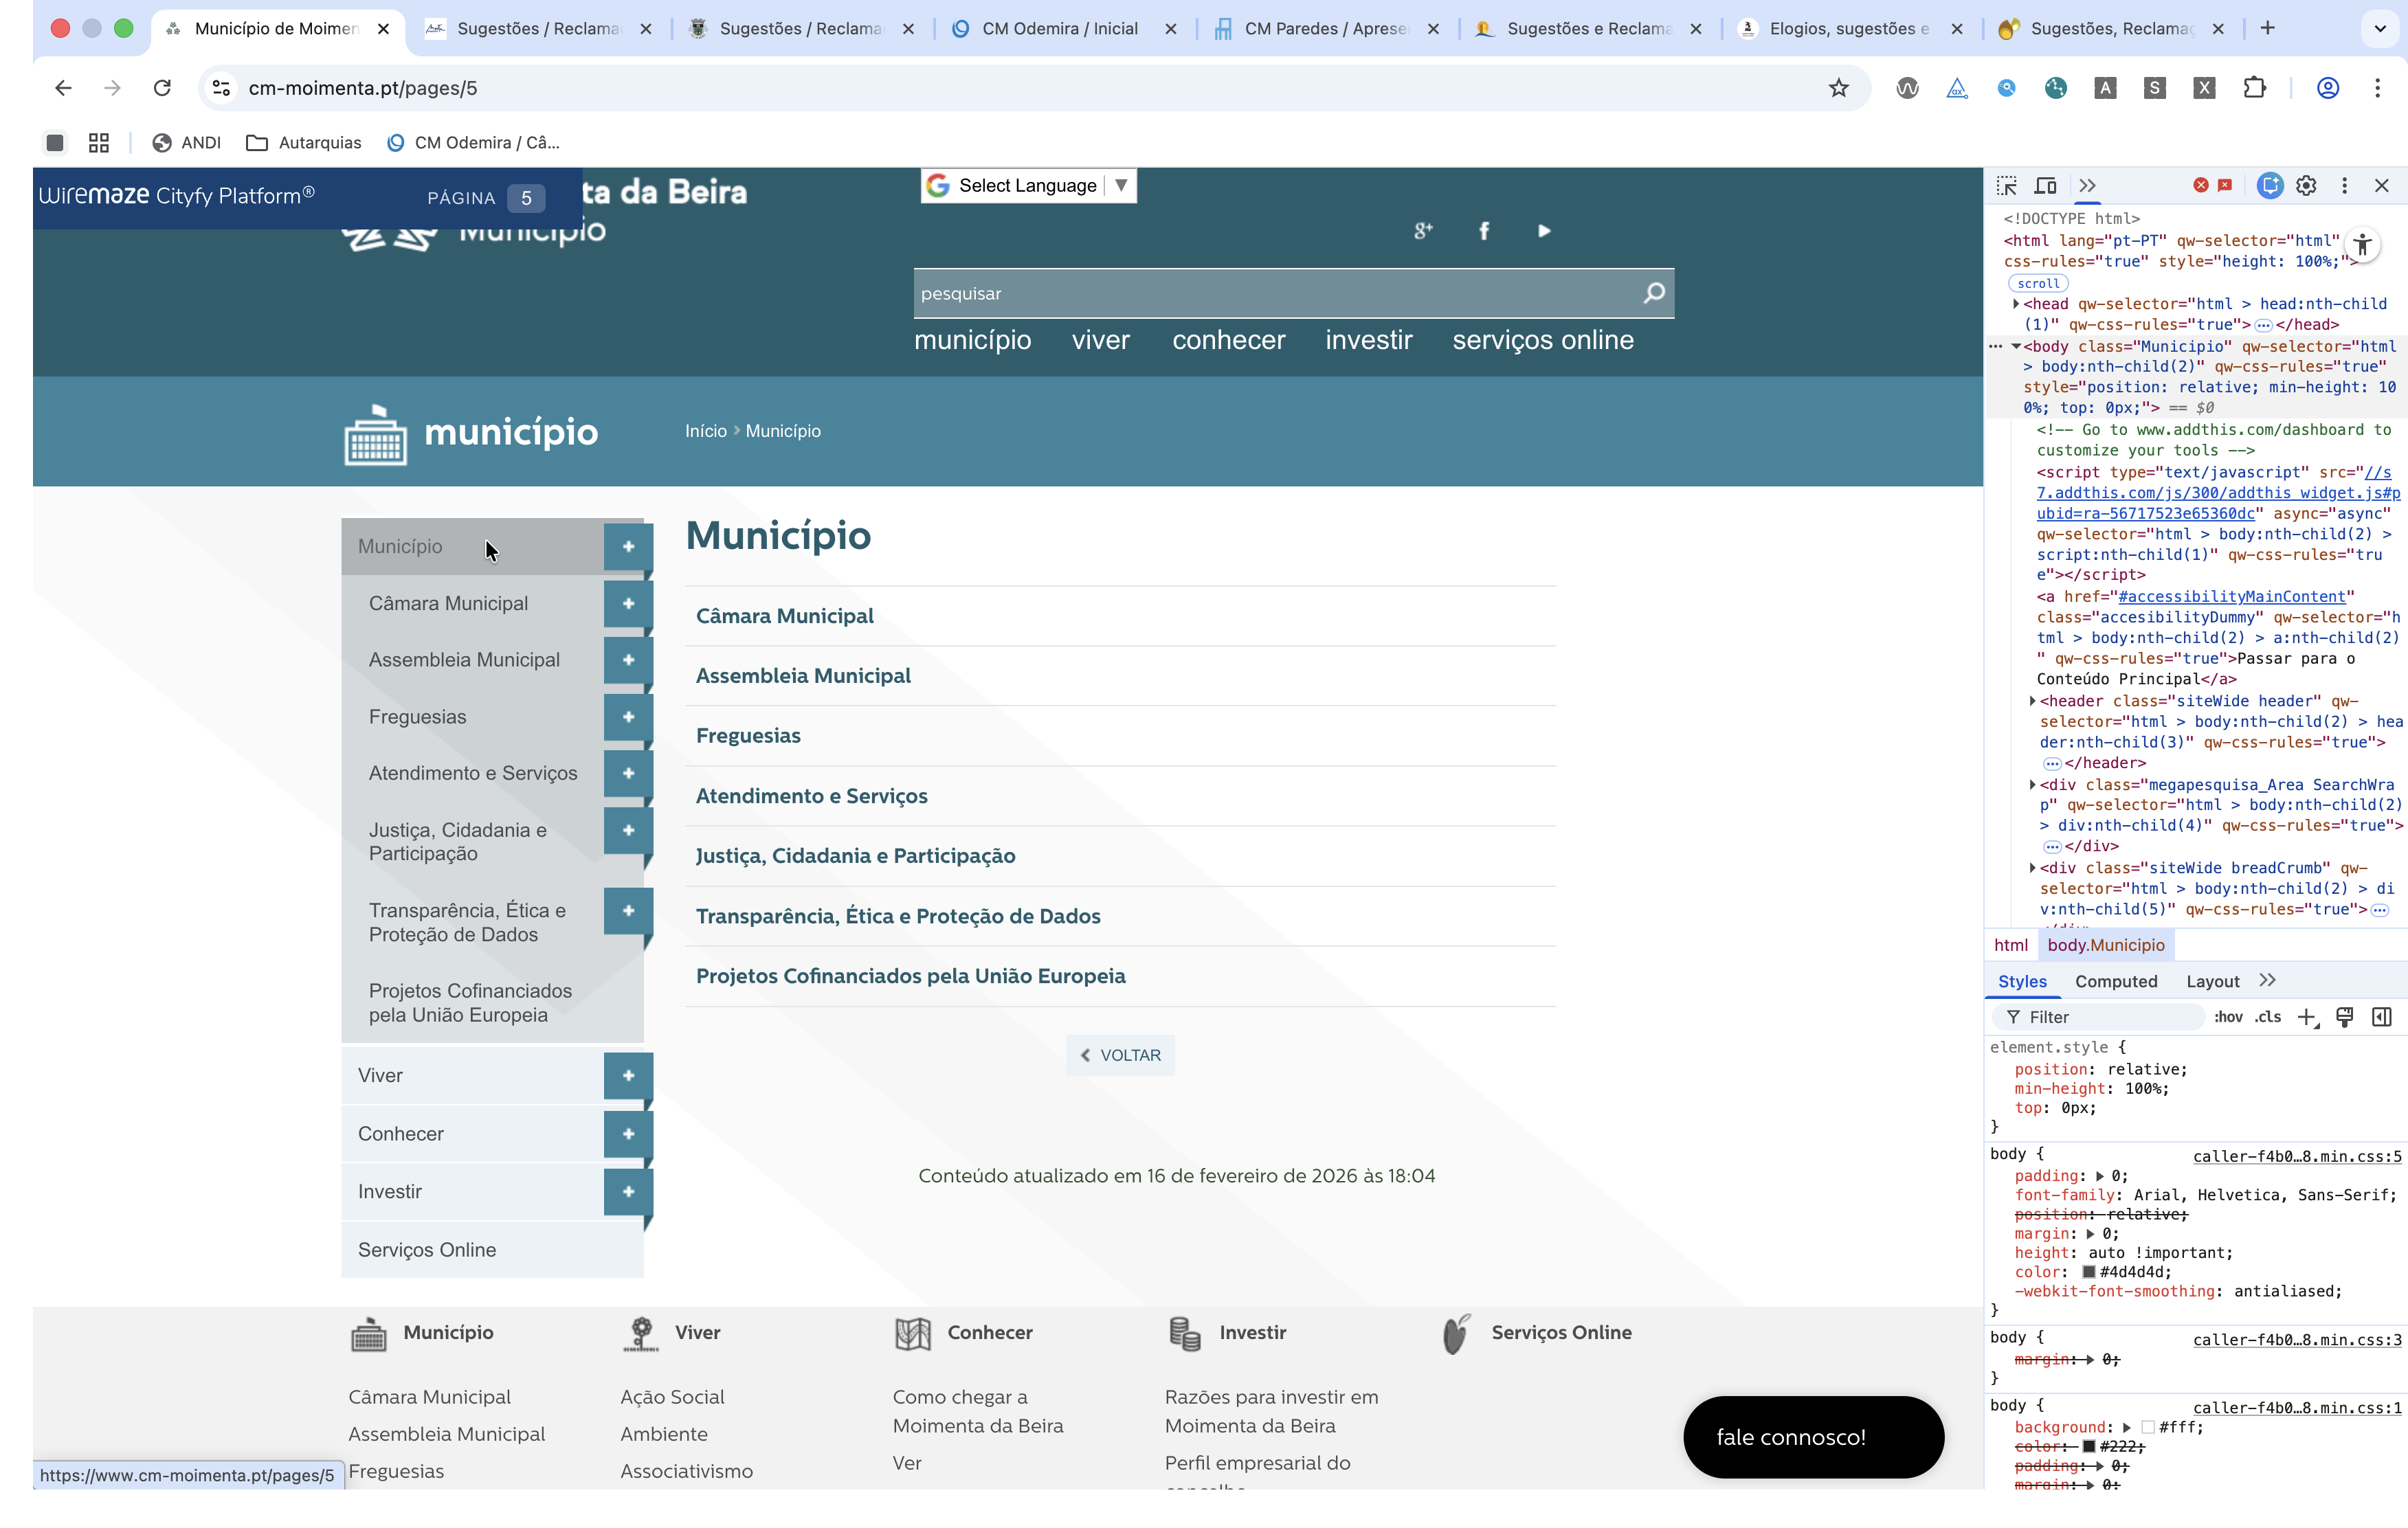 Município de Moimen
Sugestões / Reclama
Sugestões / Reclama
CM Odemira / Inicial
CM Paredes / Apreser
Sugestões e Reclama
Elogios, sugestões e
Sugestões, Reclamaç
cm-moimenta.pt/pages/5
ANDI
Autarquias
CM Odemira / Câ...
wiremaze Cityfy Platform®
PÁGINA 5
ta da Beira
Município
Select Language ▼
g+
f
pesquisar
município viver conhecer investir serviços online
município
Início > Município
Município
Câmara Municipal
Assembleia Municipal
Freguesias
Atendimento e Serviços
Justiça, Cidadania e
Participação
Transparência, Ética e
Proteção de Dados
Projetos Cofinanciados
pela União Europeia
Viver
Conhecer
Investir
Serviços Online
Município
Câmara Municipal
Assembleia Municipal
Freguesias
Atendimento e Serviços
Justiça, Cidadania e Participação
Transparência, Ética e Proteção de Dados
Projetos Cofinanciados pela União Europeia
VOLTAR
Conteúdo atualizado em 16 de fevereiro de 2026 às 18:04
Município
Câmara Municipal
Assembleia Municipal
Freguesias
Viver
Ação Social
Ambiente
Associativismo
Conhecer
Como chegar a
Moimenta da Beira
Ver
Investir
Razões para investir em
Moimenta da Beira
Perfil empresarial do
concelho
Serviços Online
fale connosco!
https://www.cm-moimenta.pt/pages/5
<!DOCTYPE html>
<html lang="pt-PT" qw-selector="html"
css-rules="true" style="height: 100%;">
scroll
<head qw-selector="html > head:nth-child
(1)" qw-css-rules="true">…</head>
<body class="Municipio" qw-selector="html
> body:nth-child(2)" qw-css-rules="true"
style="position: relative; min-height: 10
0%; top: 0px;"> == $0
<!-- Go to www.addthis.com/dashboard to
customize your tools -->
<script type="text/javascript" src="//s
7.addthis.com/js/300/addthis_widget.js#p
ubid=ra-56717523e65360dc" async="async"
qw-selector="html > body:nth-child(2) >
script:nth-child(1)" qw-css-rules="tru
e"></script>
<a href="#accessibilityMainContent"
class="accesibilityDummy" qw-selector="h
tml > body:nth-child(2) > a:nth-child(2)
" qw-css-rules="true">Passar para o
Conteúdo Principal</a>
<header class="siteWide header" qw-
selector="html > body:nth-child(2) > hea
der:nth-child(3)" qw-css-rules="true">
…</header>
<div class="megapesquisa_Area SearchWra
p" qw-selector="html > body:nth-child(2)
> div:nth-child(4)" qw-css-rules="true">
…</div>
<div class="siteWide breadCrumb" qw-
selector="html > body:nth-child(2) > di
v:nth-child(5)" qw-css-rules="true">…
</div>
html body.Municipio
Styles Computed Layout
Filter :hov .cls
element.style {
position: relative;
min-height: 100%;
top: 0px;
}
body { caller-f4b0…8.min.css:5
padding: 0;
font-family: Arial, Helvetica, Sans-Serif;
position: relative;
margin: 0;
height: auto !important;
color: #4d4d4d;
-webkit-font-smoothing: antialiased;
}
body { caller-f4b0…8.min.css:3
margin: 0;
}
body { caller-f4b0…8.min.css:1
background: #fff;
color: #222;
padding: 0;
margin: 0;